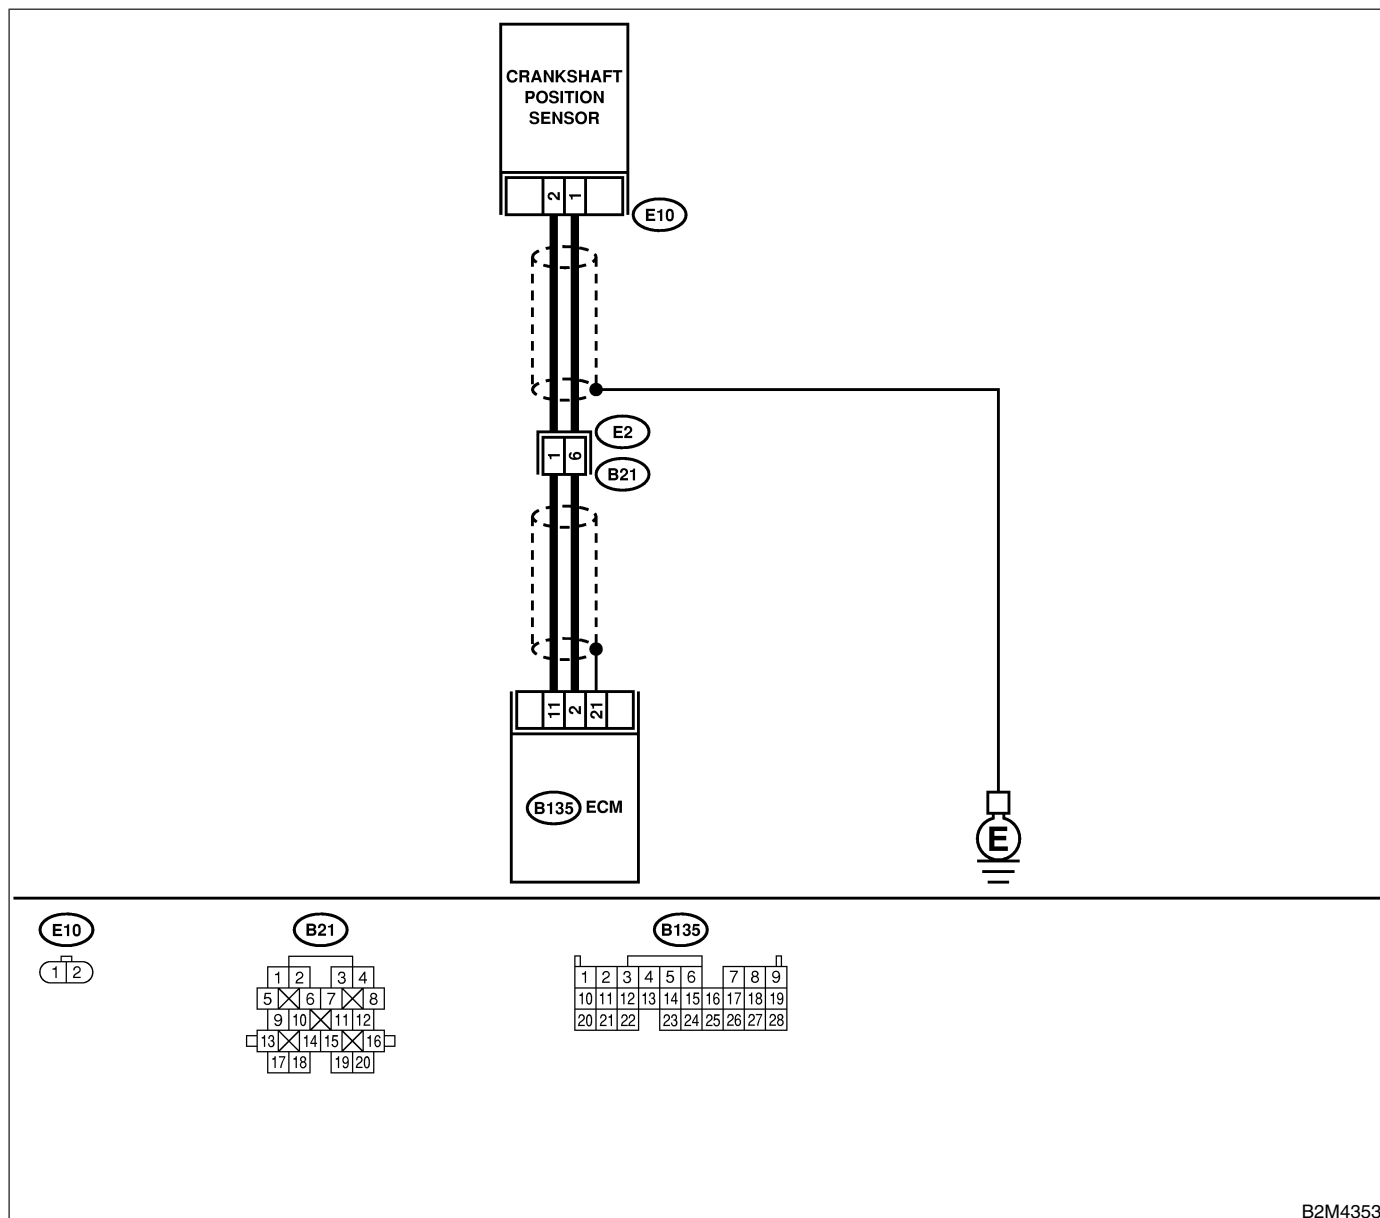 CRANKSHAFT
POSITION
SENSOR
2 1
E10
E2
1 6
B21
11 2 21
B135 ECM
E
E10
B21
B135
1 2
1 2 3 4
5 6 7 8
9 10 11 12
13 14 15 16
17 18 19 20
1 2 3 4 5 6 7 8 9
10 11 12 13 14 15 16 17 18 19
20 21 22 23 24 25 26 27 28
B2M4353